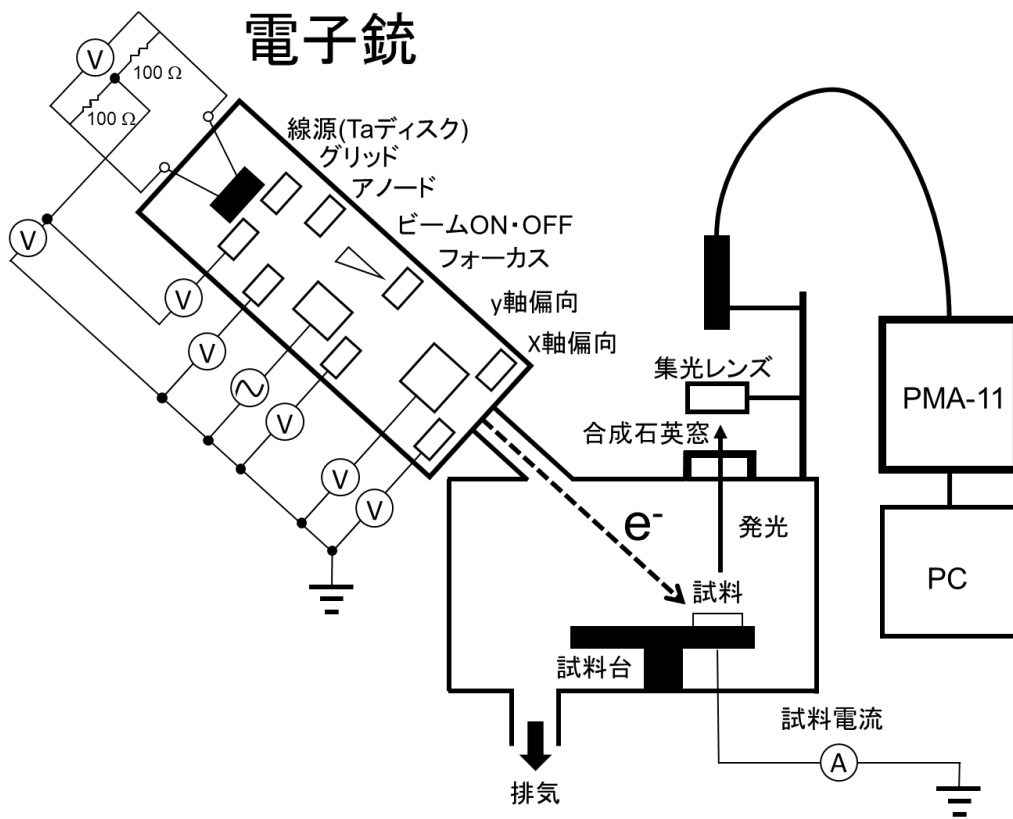 電子銃
V
100 Ω
100 Ω
線源(Taディスク)
グリッド
アノード
ビームON・OFF
フォーカス
y軸偏向
X軸偏向
V
V
V
V
V
V
集光レンズ
合成石英窓
PMA-11
e-
発光
PC
試料
試料台
試料電流
A
排気